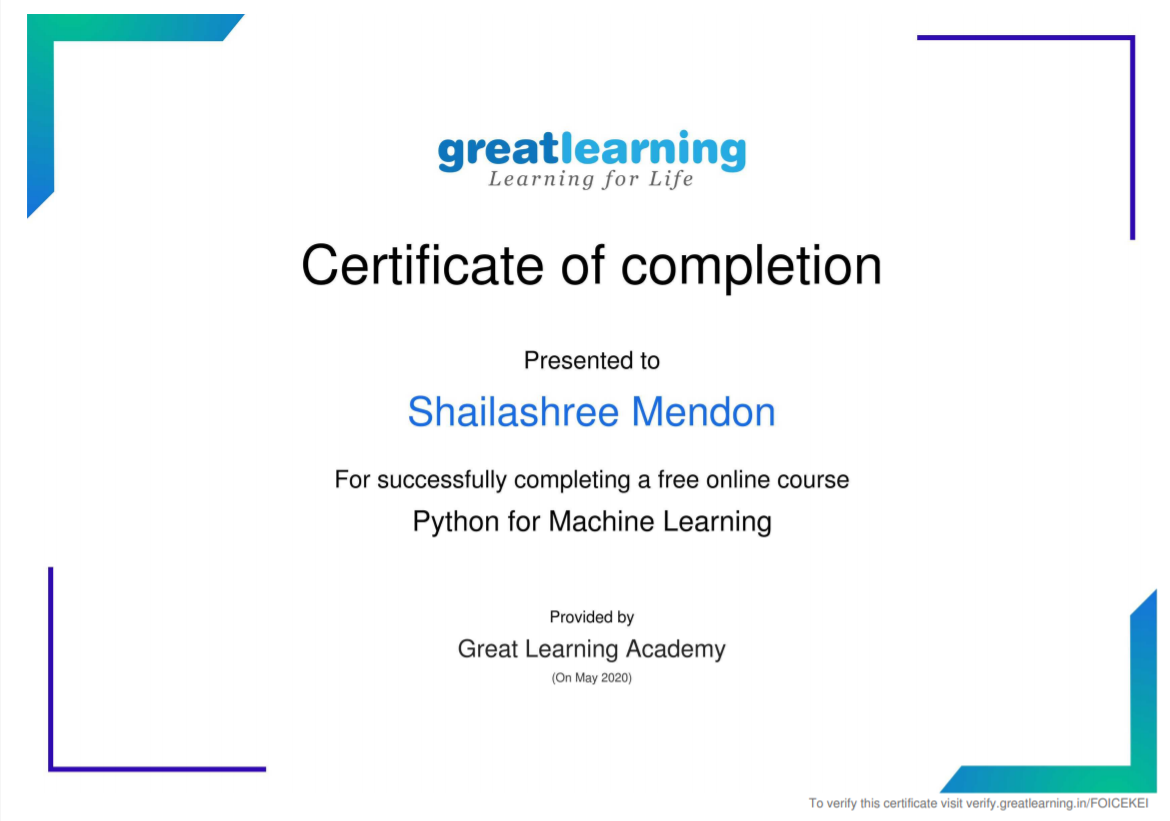 greatlearning
Learning for Life
Certificate of completion
Presented to
Shailashree Mendon
For successfully completing a free online course
Python for Machine Learning
Provided by
Great Learning Academy
(On May 2020)
To verify this certificate visit verify.greatlearning.in/FOICEKEI